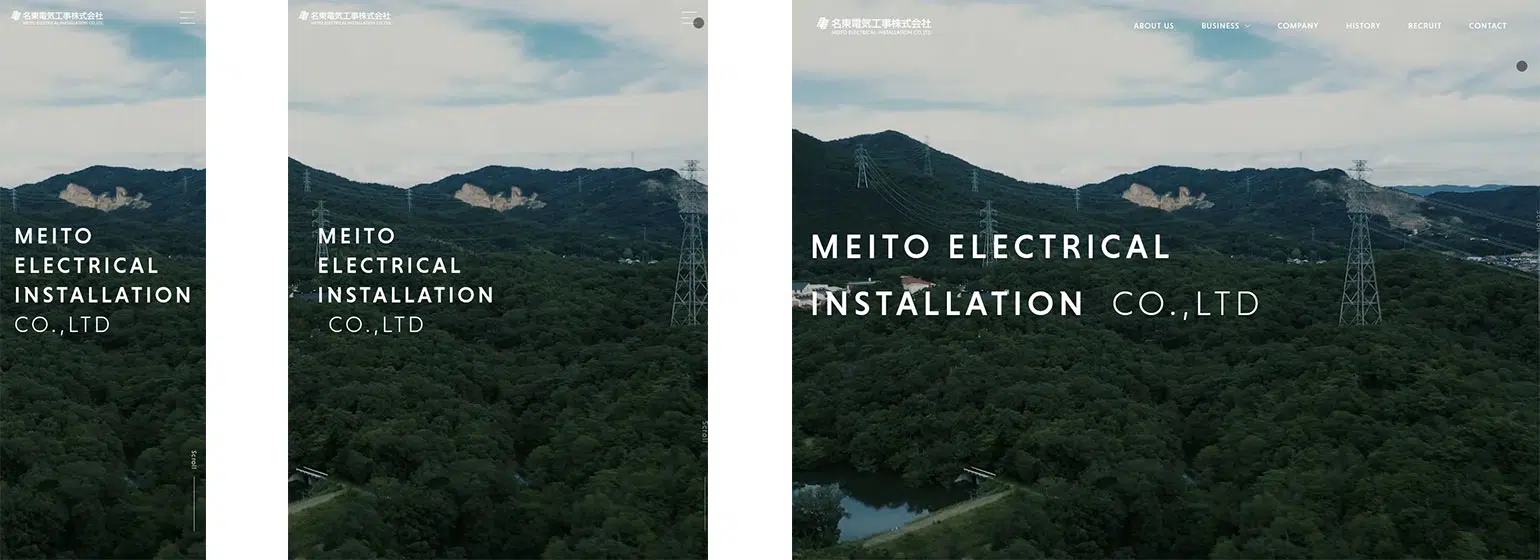 名東電気工事株式会社
MEITO ELECTRICAL INSTALLATION CO.,LTD.
MEITO
ELECTRICAL
INSTALLATION
CO.,LTD
Scroll
名東電気工事株式会社
MEITO ELECTRICAL INSTALLATION CO.,LTD.
MEITO
ELECTRICAL
INSTALLATION
CO.,LTD
Scroll
名東電気工事株式会社
MEITO ELECTRICAL INSTALLATION CO.,LTD.
ABOUT US BUSINESS COMPANY HISTORY RECRUIT CONTACT
MEITO ELECTRICAL
INSTALLATION CO.,LTD